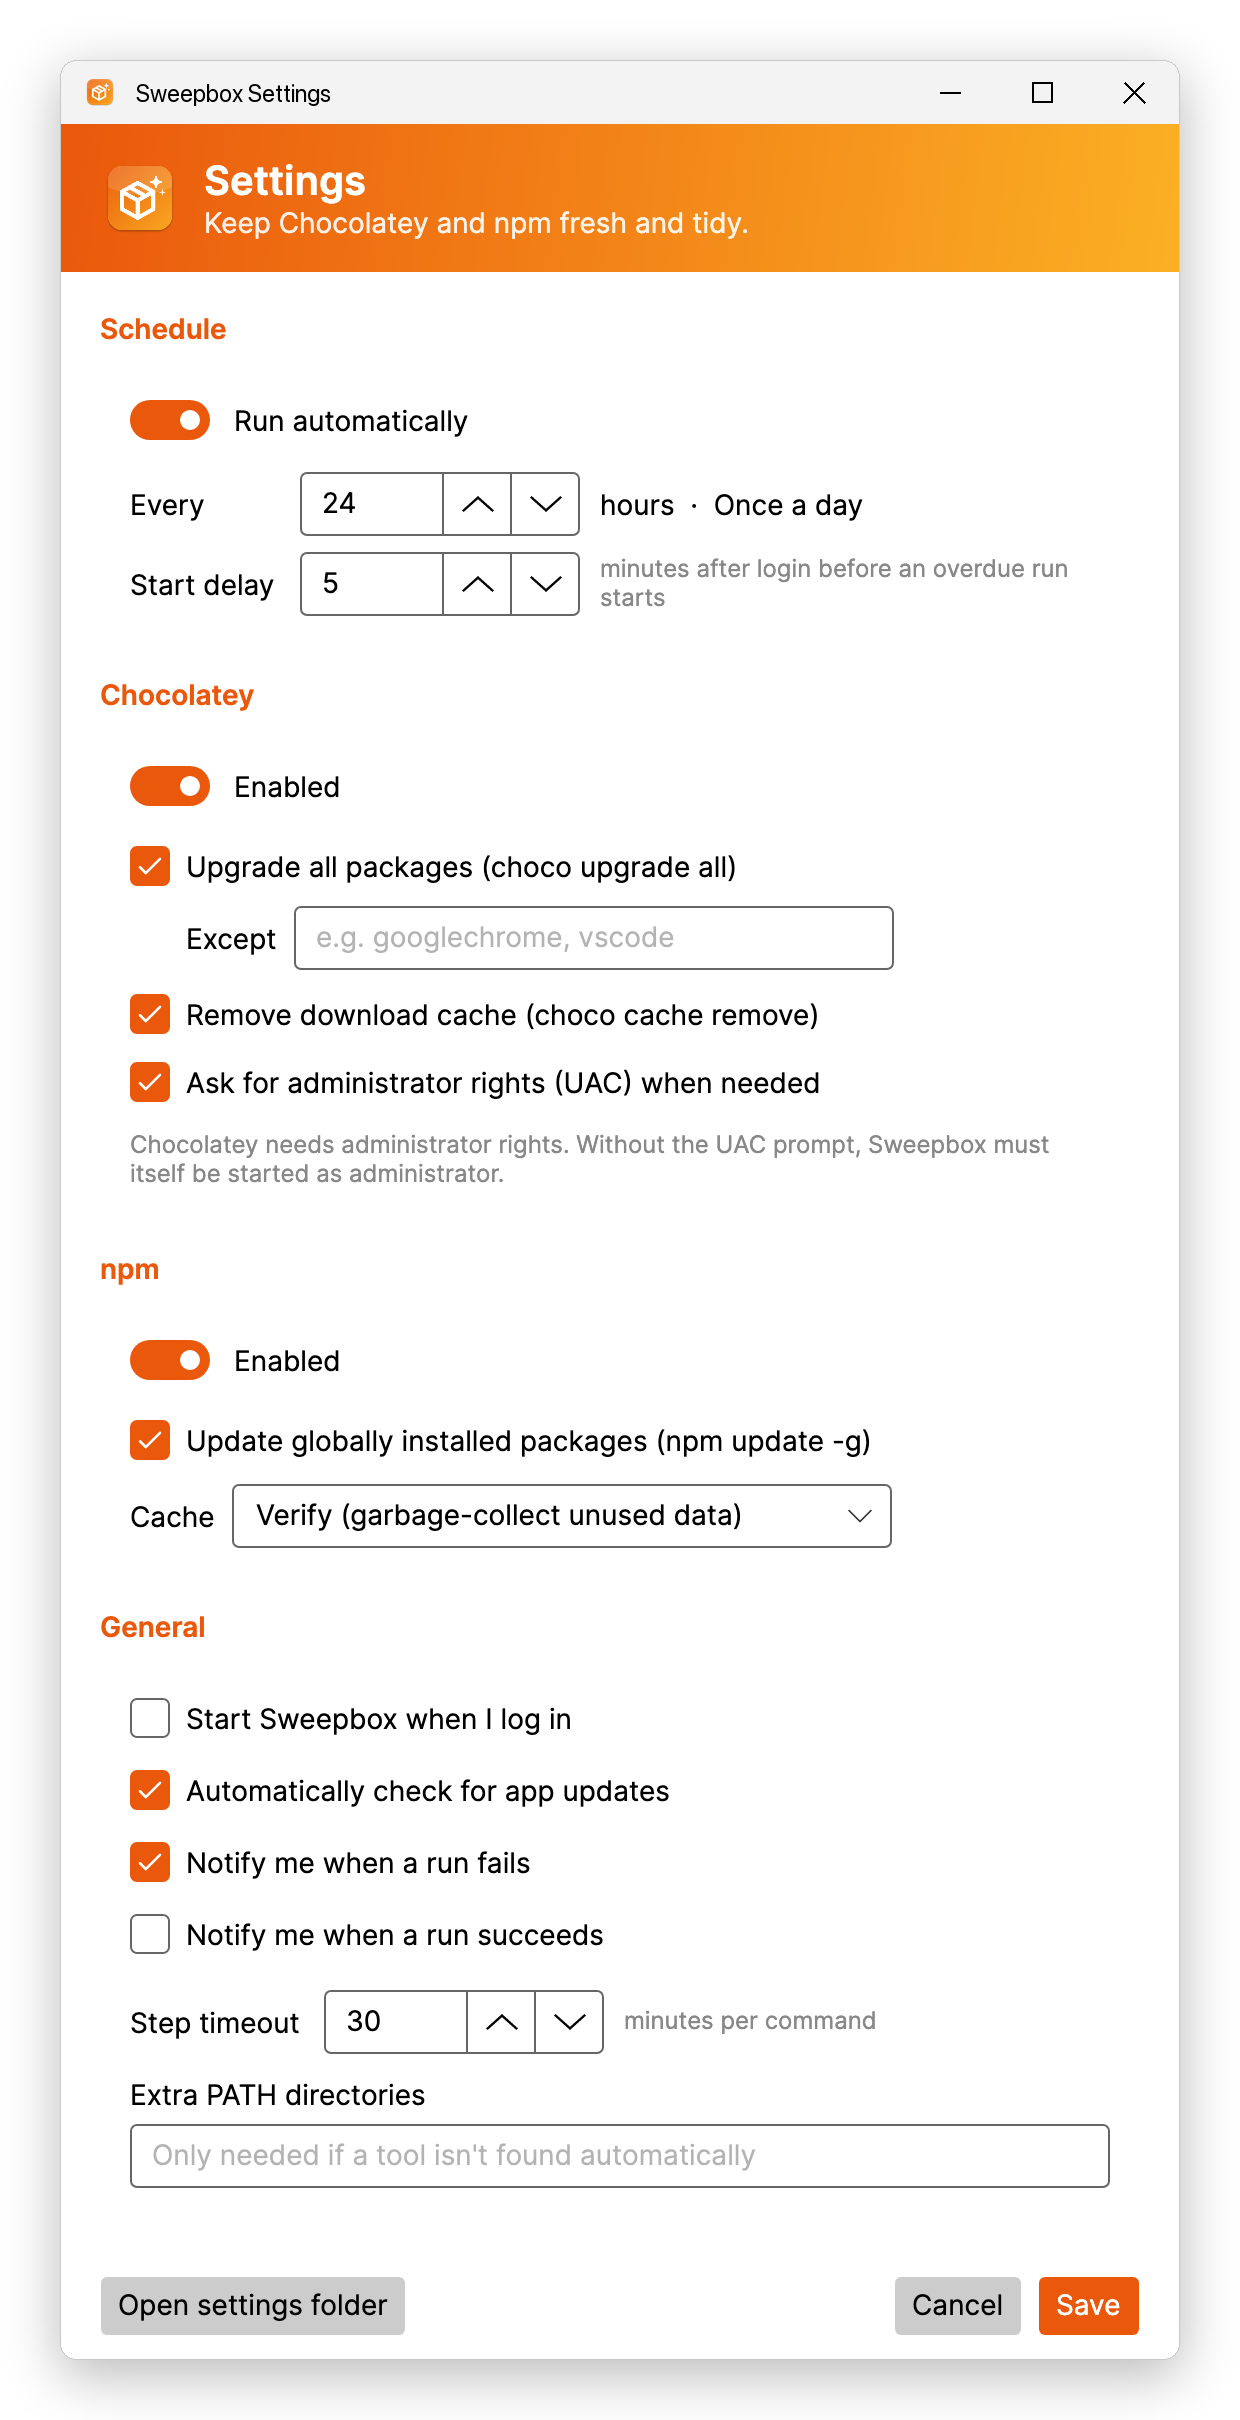 Sweepbox Settings
Settings
Keep Chocolatey and npm fresh and tidy.
Schedule
Run automatically
Every 24 hours · Once a day
Start delay 5 minutes after login before an overdue run
starts
Chocolatey
Enabled
Upgrade all packages (choco upgrade all)
Except e.g. googlechrome, vscode
Remove download cache (choco cache remove)
Ask for administrator rights (UAC) when needed
Chocolatey needs administrator rights. Without the UAC prompt, Sweepbox must
itself be started as administrator.
npm
Enabled
Update globally installed packages (npm update -g)
Cache Verify (garbage-collect unused data)
General
Start Sweepbox when I log in
Automatically check for app updates
Notify me when a run fails
Notify me when a run succeeds
Step timeout 30 minutes per command
Extra PATH directories
Only needed if a tool isn't found automatically
Open settings folder Cancel Save